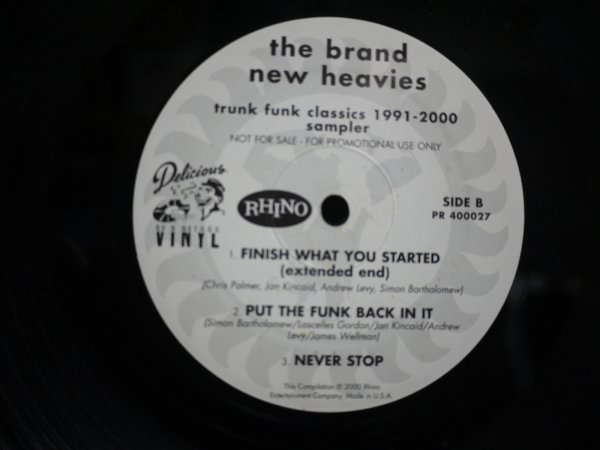 the brand
new heavies
trunk funk classics 1991-2000
sampler
NOT FOR SALE - FOR PROMOTIONAL USE ONLY
Delicious
VINYL
RHINO
SIDE B
PR 400027
1. FINISH WHAT YOU STARTED
(extended end)
(Chris Palmer, Jan Kincaid, Andrew Levy, Simon Bartholomew)
2. PUT THE FUNK BACK IN IT
(Simon Bartholomew/Lascelles Gordon/Jan Kincaid/Andrew
Levy/James Wellman)
3. NEVER STOP
This Compilation © 2000 Rhino
Entertainment Company. Made in U.S.A.